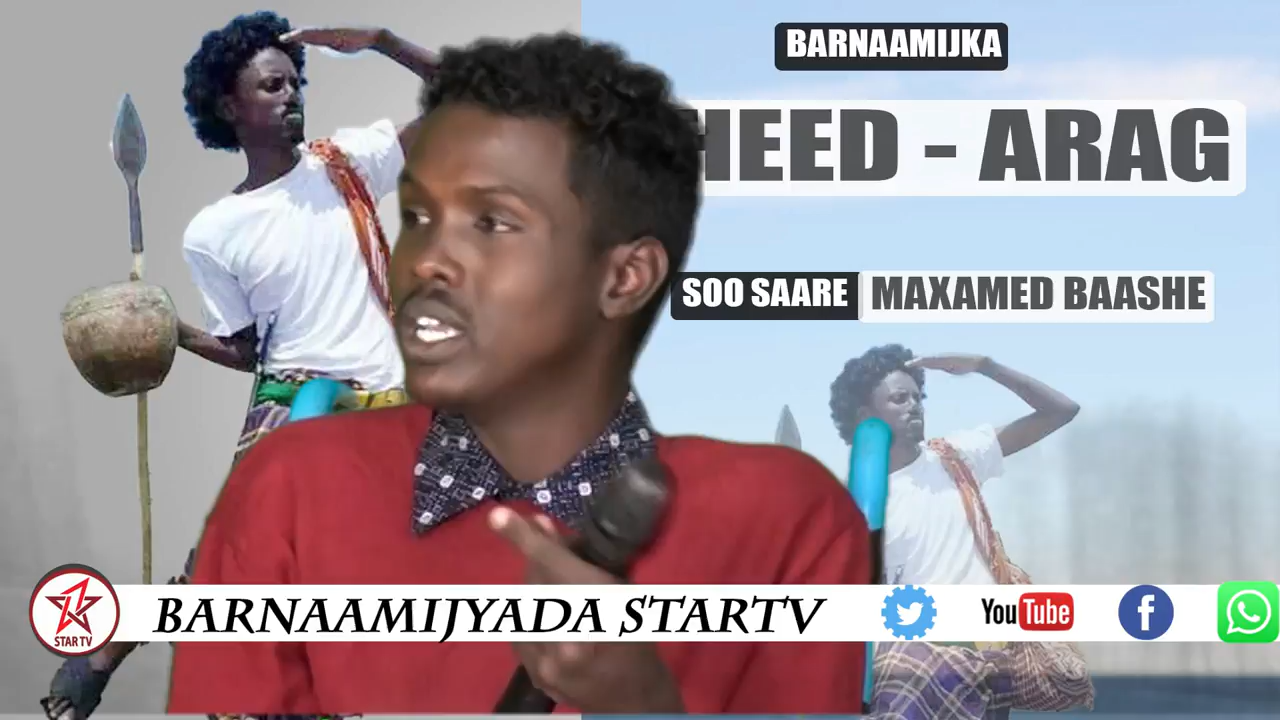 BARNAAMIJKA
HEED - ARAG
SOO SAARE MAXAMED BAASHE
STAR TV
BARNAAMIJYADA STARTV
YouTube